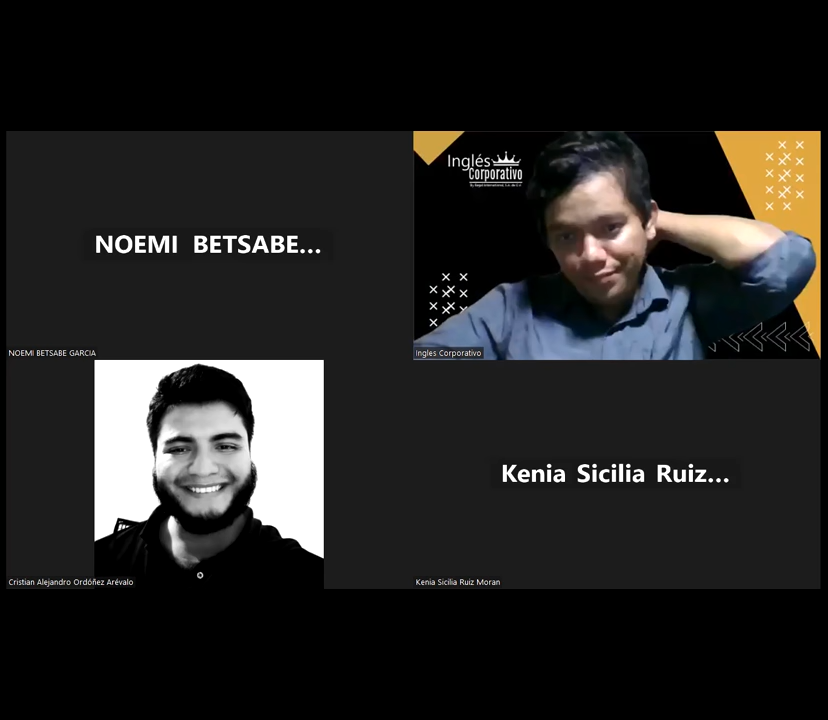 NOEMI BETSABE...
NOEMI BETSABE GARCIA
Inglés
Corporativo
Ingles Corporativo
Cristian Alejandro Ordóñez Arévalo
Kenia Sicilia Ruiz...
Kenia Sicilia Ruiz Moran